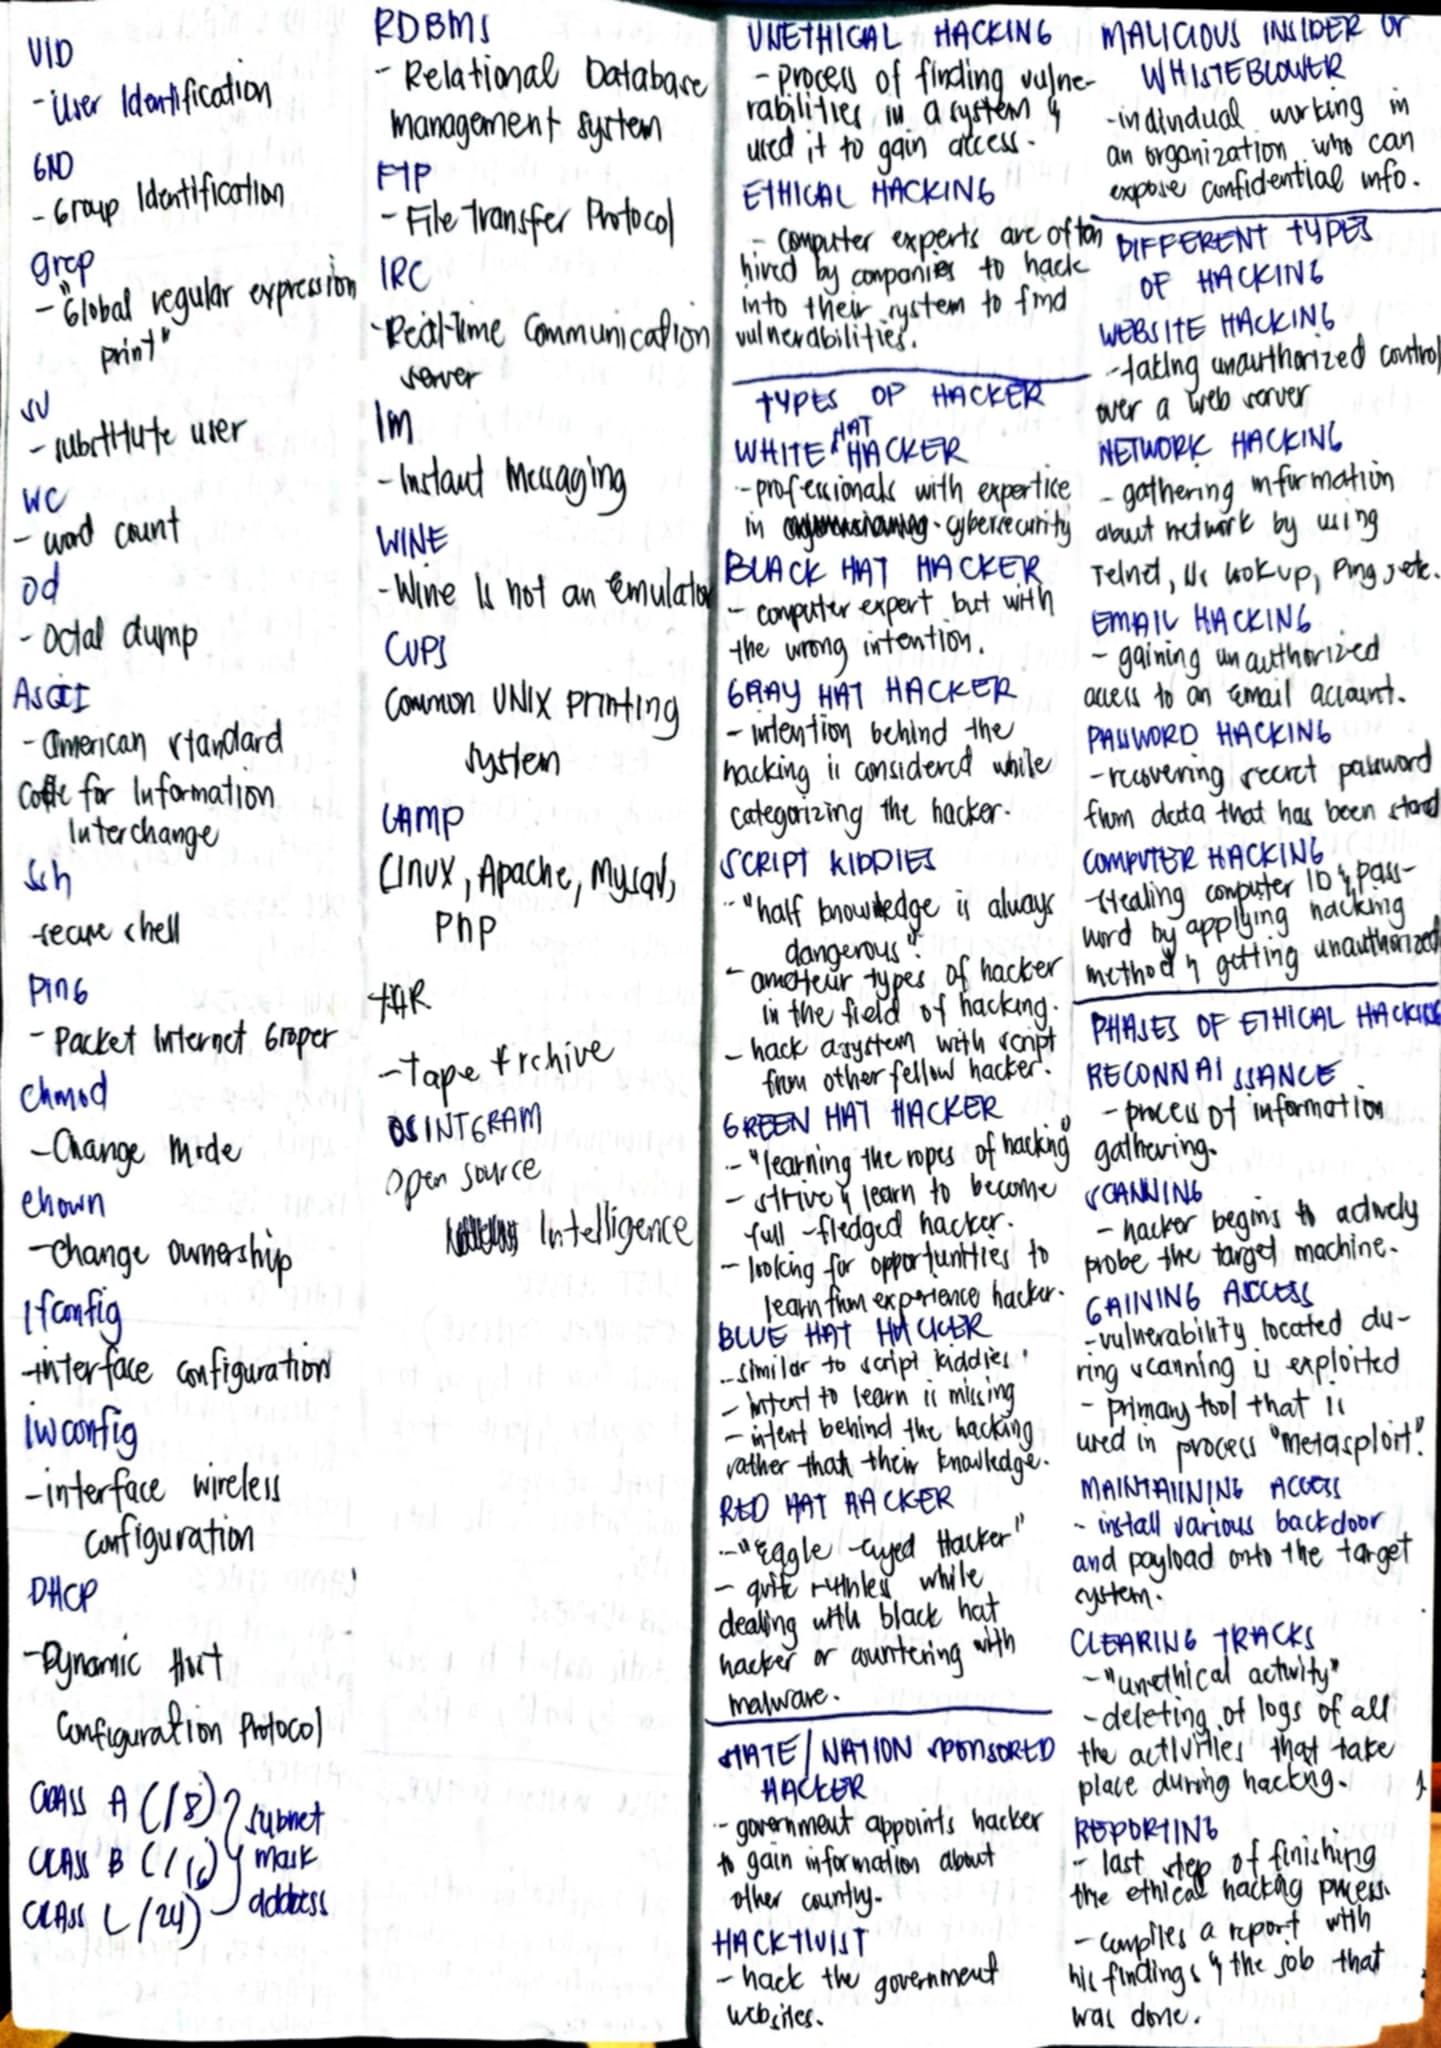 UID
- User Identification
GND
- Group Identification
grep
- "Global regular expression
print"
su
- substitute user
wc
- word count
od
- Octal dump
ASCII
- American standard
Code for Information
Interchange
ssh
- secure shell
PinG
- Packet Internet Groper
Chmod
- Change Mode
Chown
- Change ownership
Ifconfig
- interface configuration
Iwconfig
- interface wireless
Configuration
DHCP
- Dynamic Host
Configuration Protocol
CLASS A (/8) } subnet
CLASS B (/16) mask
CLASS C (/24) address
RDBMS
- Relational Database
Management System
FTP
- File Transfer Protocol
IRC
- Real-Time Communication
server
Im
- Instant Messaging
WINE
- Wine Is not an Emulator
CUPS
Common UNIX Printing
System
LAMP
Linux, Apache, Mysql,
PHP
TAR
- Tape Archive
OSINTGRAM
Open source
Intelligence
UNETHICAL HACKING
- process of finding vulne-
rabilities in a system &
used it to gain access.
ETHICAL HACKING
- computer experts are often
hired by companies to hack
into their system to find
vulnerabilities.
TYPES OF HACKER
WHITE HAT HACKER
- professionals with expertice
in cybersecurity
BLACK HAT HACKER
- computer expert but with
the wrong intention.
GRAY HAT HACKER
- intention behind the
hacking is considered while
categorizing the hacker.
SCRIPT KIDDIES
- "half knowledge is always
dangerous".
- amateur types of hacker
in the field of hacking.
- hack a system with script
from other fellow hacker.
GREEN HAT HACKER
- "learning the ropes of hacking"
- strive & learn to become
full-fledged hacker.
- looking for opportunities to
learn from experience hacker.
BLUE HAT HACKER
- similar to script kiddies'
- intent to learn is missing
- intent behind the hacking
rather than their knowledge.
RED HAT HACKER
- "Eggle-Eyed Hacker"
- quite ruthless while
dealing with black hat
hacker or countering with
malware.
STATE/NATION SPONSORED
HACKER
- government appoints hacker
to gain information about
other country.
HACKTIVIST
- hack the government
websites.
MALICIOUS INSIDER or
WHISTEBLOWER
- individual working in
an organization who can
expose confidential info.
DIFFERENT TYPES
OF HACKING
WEBSITE HACKING
- taking unauthorized control
over a web server
NETWORK HACKING
- gathering information
about network by using
Telnet, Ns lookup, Ping, etc.
EMAIL HACKING
- gaining unauthorized
access to an email account.
PASSWORD HACKING
- recovering secret password
from data that has been stored
COMPUTER HACKING
- stealing computer ID & pass-
word by applying hacking
method & getting unauthorized
PHASES OF ETHICAL HACKING
RECONNAISSANCE
- process of information
gathering.
SCANNING
- hacker begins to actively
probe the target machine.
GAINING ACCESS
- vulnerability located du-
ring scanning is exploited
- primary tool that is
used in process "metasploit".
MAINTAINING ACCESS
- install various backdoor
and payload onto the target
system.
CLEARING TRACKS
- "unethical activity"
- deleting of logs of all
the activities that take
place during hacking.
REPORTING
- last step of finishing
the ethical hacking process.
- compiles a report with
his findings & the job that
was done.